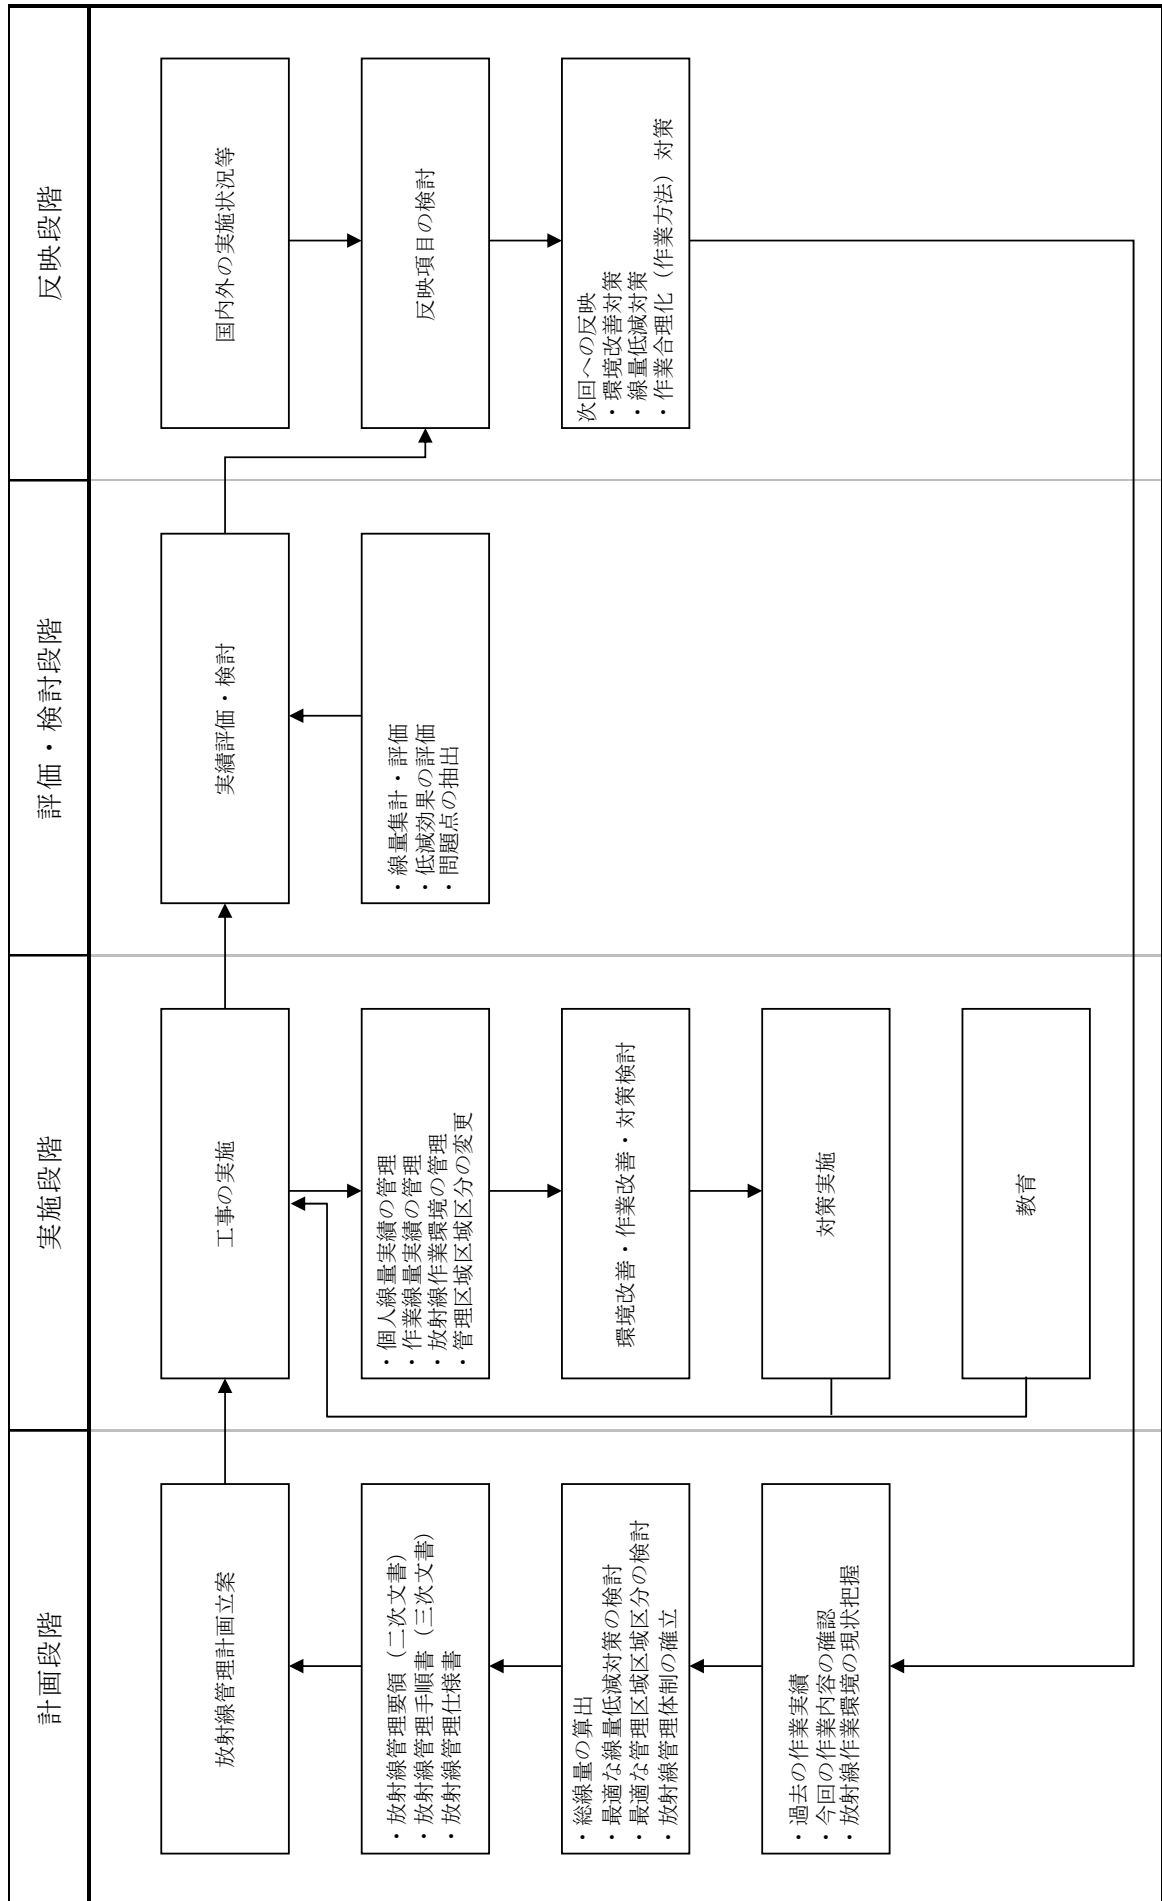 計画段階
実施段階
評価・検討段階
反映段階
放射線管理計画立案
・放射線管理要領（二次文書）
・放射線管理手順書（三次文書）
・放射線管理仕様書
・総線量の算出
・最適な線量低減対策の検討
・最適な管理区域区分の検討
・放射線管理体制の確立
・過去の作業実績
・今回の作業内容の確認
・放射線作業環境の現状把握
工事の実施
・個人線量実績の管理
・作業線量実績の管理
・放射線作業環境の管理
・管理区域区分の変更
環境改善・作業改善・対策検討
対策実施
教育
実績評価・検討
・線量集計・評価
・低減効果の評価
・問題点の抽出
国内外の実施状況等
反映項目の検討
次回への反映
・環境改善対策
・線量低減対策
・作業合理化（作業方法）対策